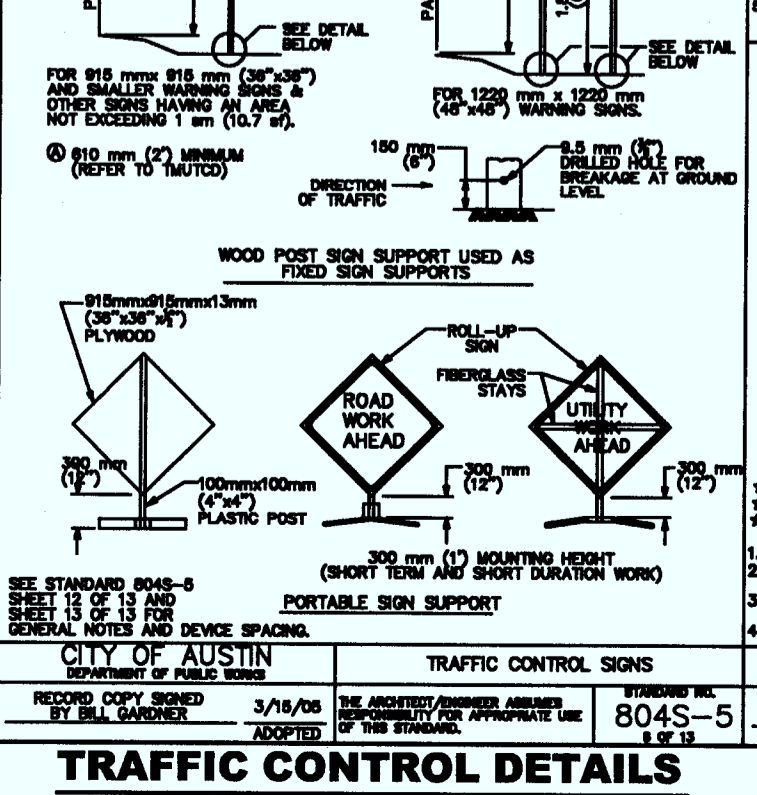 SEE DETAIL
BELOW
SEE DETAIL
BELOW
FOR 915 mmx 915 mm (36"x36")
AND SMALLER WARNING SIGNS &
OTHER SIGNS HAVING AN AREA
NOT EXCEEDING 1 sm (10.7 sf).
FOR 1220 mm x 1220 mm
(48"x48") WARNING SIGNS.
Ⓐ 610 mm (2') MINIMUM
(REFER TO TMUTCD)
150 mm
(6")
9.5 mm (⅜")
DRILLED HOLE FOR
BREAKAGE AT GROUND
LEVEL
DIRECTION
OF TRAFFIC
WOOD POST SIGN SUPPORT USED AS
FIXED SIGN SUPPORTS
915mmx915mmx13mm
(36"x36"x½")
PLYWOOD
ROLL-UP
SIGN
FIBERGLASS
STAYS
ROAD
WORK
AHEAD
UTILITY
WORK
AHEAD
300 mm
(12")
100mmx100mm
(4"x4")
PLASTIC POST
300 mm
(12")
300 mm
(12")
300 mm (1') MOUNTING HEIGHT
(SHORT TERM AND SHORT DURATION WORK)
SEE STANDARD 804S-5
SHEET 12 OF 13 AND
SHEET 13 OF 13 FOR
GENERAL NOTES AND DEVICE SPACING.
PORTABLE SIGN SUPPORT
CITY OF AUSTIN
DEPARTMENT OF PUBLIC WORKS
TRAFFIC CONTROL SIGNS
RECORD COPY SIGNED
BY BILL GARDNER
3/15/05
ADOPTED
THE ARCHITECT/ENGINEER ASSUMES
RESPONSIBILITY FOR APPROPRIATE USE
OF THIS STANDARD.
STANDARD NO.
804S-5
OF 13
TRAFFIC CONTROL DETAILS